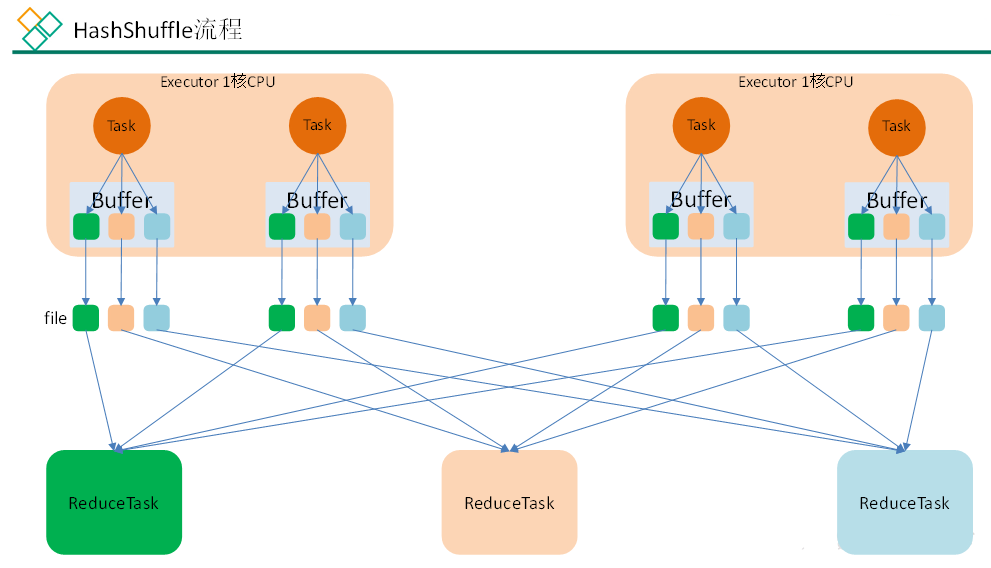 HashShuffle流程
Executor 1核CPU
Executor 1核CPU
Task
Task
Task
Task
Buffer
Buffer
Buffer
Buffer
file
ReduceTask
ReduceTask
ReduceTask